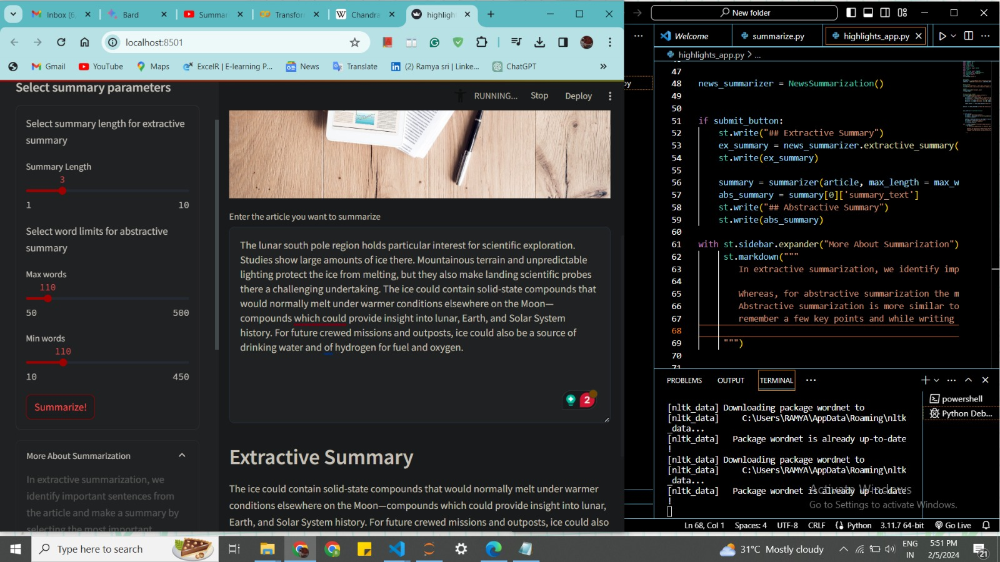 Inbox (6,
Bard
Summar
Transfor
Chandra
highligh
localhost:8501
Gmail
YouTube
Maps
ExcelR | E-learning P...
News
Translate
(2) Ramya sri | Linke...
ChatGPT
»
Select summary parameters
Select summary length for extractive
summary
Summary Length
3
1
10
Select word limits for abstractive
summary
Max words
110
50
500
Min words
110
10
450
Summarize!
More About Summarization
In extractive summarization, we
identify important sentences from
the article and make a summary by
selecting the most important
RUNNING...
Stop
Deploy
Enter the article you want to summarize
The lunar south pole region holds particular interest for scientific exploration.
Studies show large amounts of ice there. Mountainous terrain and unpredictable
lighting protect the ice from melting, but they also make landing scientific probes
there a challenging undertaking. The ice could contain solid-state compounds that
would normally melt under warmer conditions elsewhere on the Moon—
compounds which could provide insight into lunar, Earth, and Solar System
history. For future crewed missions and outposts, ice could also be a source of
drinking water and of hydrogen for fuel and oxygen.
2
Extractive Summary
The ice could contain solid-state compounds that would normally melt under warmer
conditions elsewhere on the Moon—compounds which could provide insight into lunar,
Earth, and Solar System history. For future crewed missions and outposts, ice could also
New folder
Welcome
summarize.py
highlights_app.py
highlights_app.py > ...
py
47
48 news_summarizer = NewsSummarization()
49
50
51 if submit_button:
52 st.write("## Extractive Summary")
53 ex_summary = news_summarizer.extractive_summary(
54 st.write(ex_summary)
55
56 summary = summarizer(article, max_length = max_w
57 abs_summary = summary[0]['summary_text']
58 st.write("## Abstractive Summary")
59 st.write(abs_summary)
60
61 with st.sidebar.expander("More About Summarization")
62 st.markdown("""
63 In extractive summarization, we identify imp
64
65 Whereas, for abstractive summarization the m
66 Abstractive summarization is more similar to
67 remember a few key points and while writing
68
69 """)
70
71
PROBLEMS
OUTPUT
TERMINAL
powershell
Python Deb...
[nltk_data] Downloading package wordnet to
[nltk_data] C:\Users\RAMYA\AppData\Roaming\nltk
_data...
[nltk_data] Package wordnet is already up-to-date
!
[nltk_data] Downloading package wordnet to
[nltk_data] C:\Users\RAMYA\AppData\Roaming\nltk
_data...
[nltk_data] Package wordnet is already up-to-date
!
Activate Windows
Go to Settings to activate Windows.
Ln 68, Col 1
Spaces: 4
UTF-8
CRLF
Python
3.11.7 64-bit
Go Live
Type here to search
31°C Mostly cloudy
ENG
IN
5:51 PM
2/5/2024
21